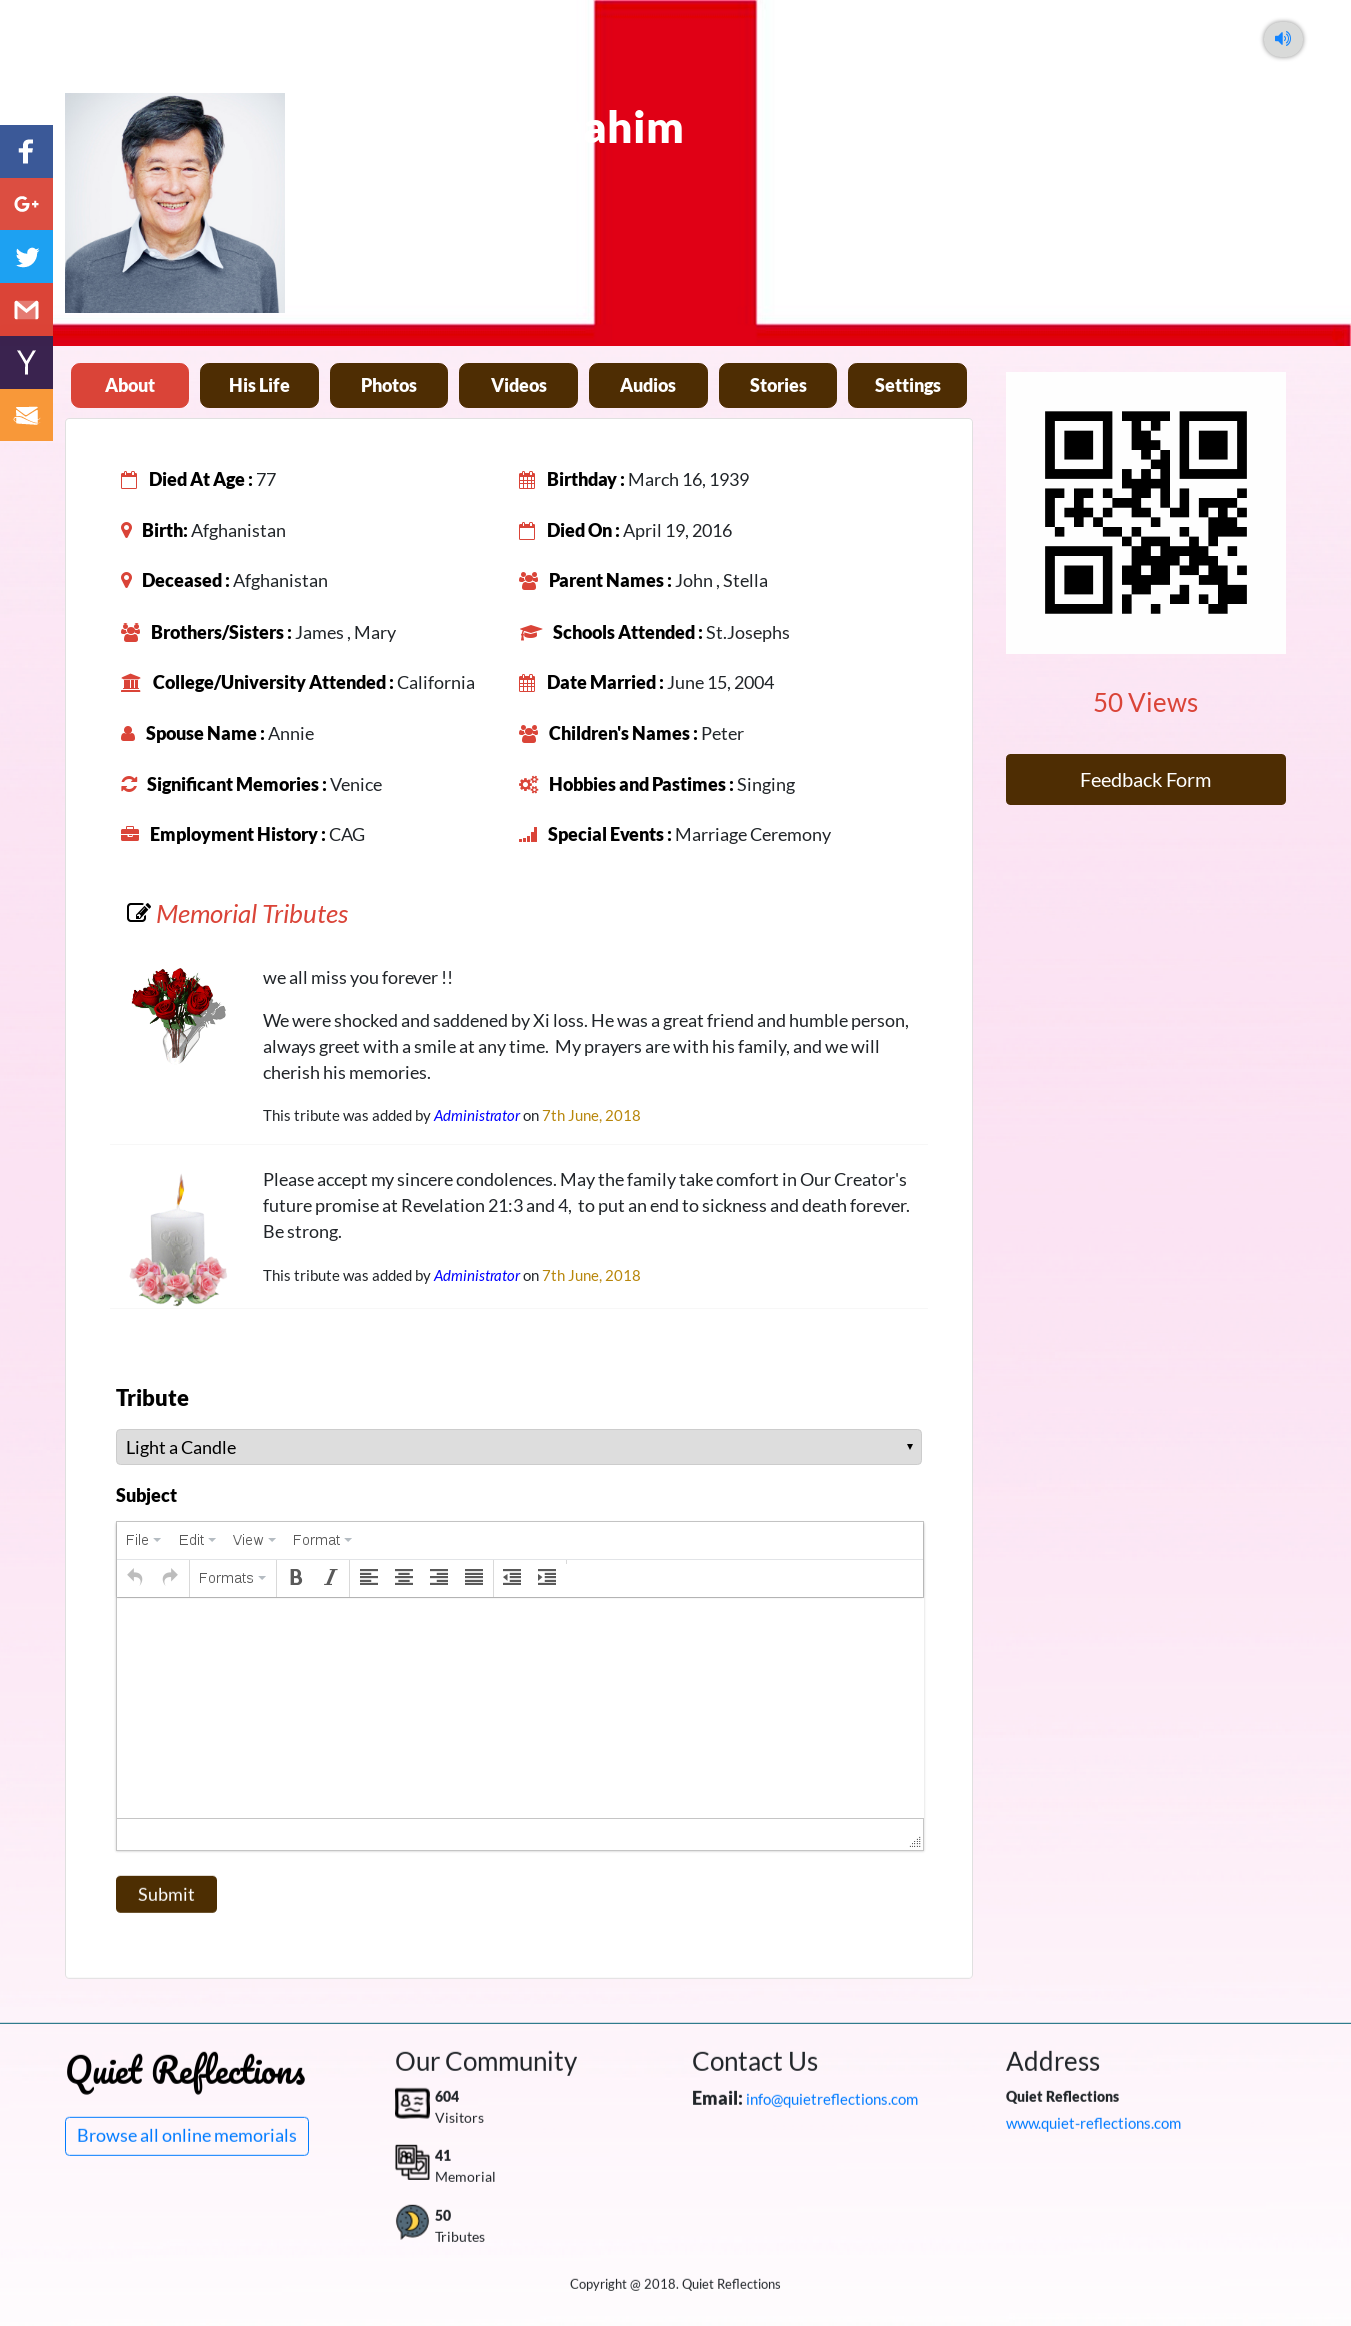 ahim
About His Life Photos Videos Audios Stories Settings
Died At Age : 77
Birthday : March 16, 1939
Birth: Afghanistan
Died On : April 19, 2016
Deceased : Afghanistan
Parent Names : John , Stella
Brothers/Sisters : James , Mary
Schools Attended : St.Josephs
College/University Attended : California
Date Married : June 15, 2004
Spouse Name : Annie
Children's Names : Peter
Significant Memories : Venice
Hobbies and Pastimes : Singing
Employment History : CAG
Special Events : Marriage Ceremony
50 Views
Feedback Form
Memorial Tributes
we all miss you forever !!
We were shocked and saddened by Xi loss. He was a great friend and humble person,
always greet with a smile at any time.  My prayers are with his family, and we will
cherish his memories.
This tribute was added by Administrator on 7th June, 2018
Please accept my sincere condolences. May the family take comfort in Our Creator's
future promise at Revelation 21:3 and 4,  to put an end to sickness and death forever.
Be strong.
This tribute was added by Administrator on 7th June, 2018
Tribute
Light a Candle
Subject
File Edit View Format
Formats B I
Submit
Quiet Reflections
Browse all online memorials
Our Community
604
Visitors
41
Memorial
50
Tributes
Contact Us
Email: info@quietreflections.com
Address
Quiet Reflections
www.quiet-reflections.com
Copyright @ 2018. Quiet Reflections